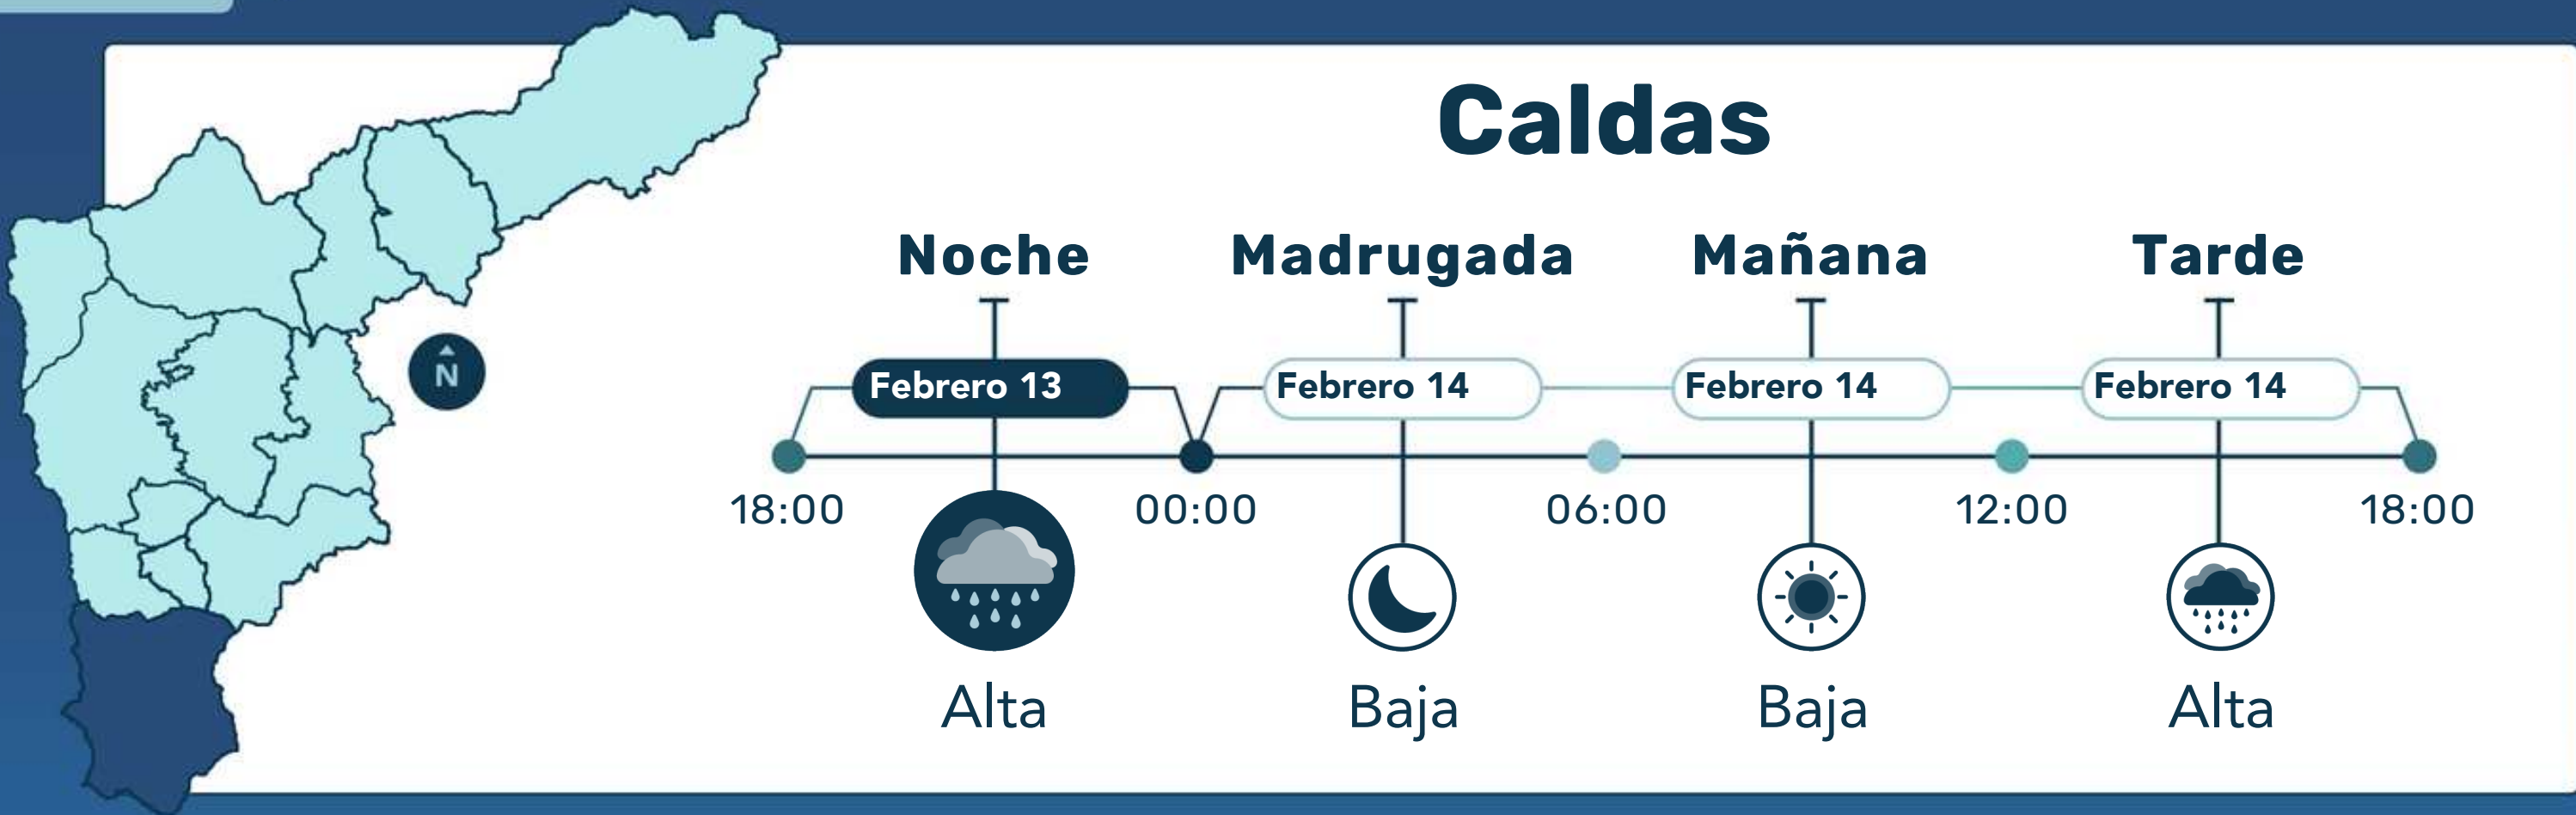 Caldas
Noche Madrugada Mañana Tarde
Febrero 13 Febrero 14 Febrero 14 Febrero 14
N
18:00 00:00 06:00 12:00 18:00
Alta Baja Baja Alta